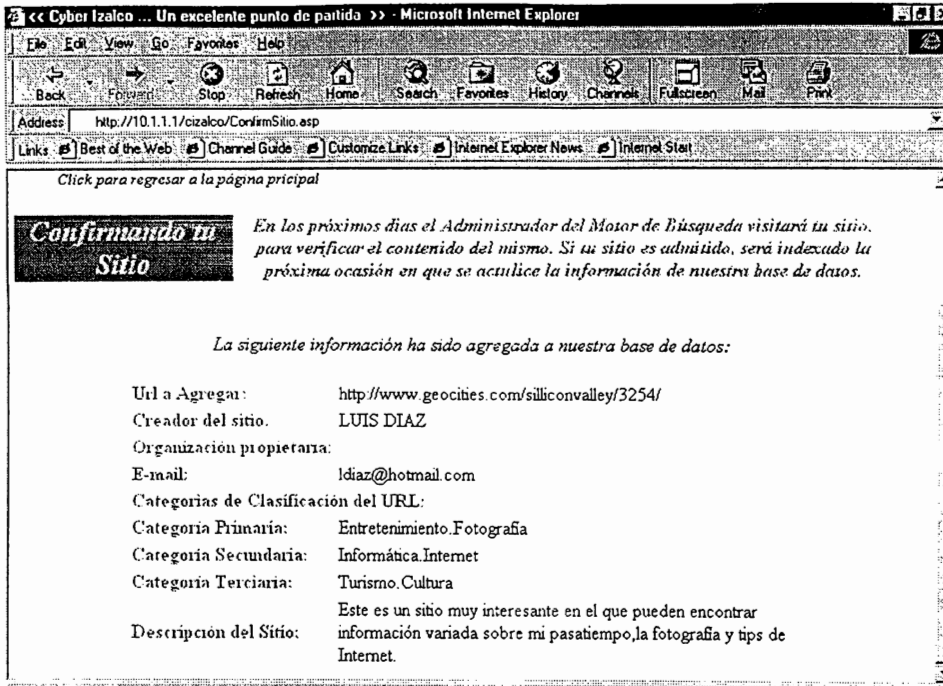 << Cyber Izalco ... Un excelente punto de partida >> - Microsoft Internet Explorer
File Edit View Go Favorites Help
Back Forward Stop Refresh Home Search Favorites History Channels Fullscreen Mail Print
Address http://10.1.1.1/cizalco/ConfirmSitio.asp
Links Best of the Web Channel Guide Customize Links Internet Explorer News Internet Start
Click para regresar a la página pricipal
Confirmando tu
Sitio
En los próximos dias el Administrador del Motor de Búsqueda visitará tu sitio,
para verificar el contenido del mismo. Si tu sitio es admitido, será indexado la
próxima ocasión en que se actulice la información de nuestra base de datos.
La siguiente información ha sido agregada a nuestra base de datos:
Url a Agregar: http://www.geocities.com/silliconvalley/3254/
Creador del sitio. LUIS DIAZ
Organización propietaria:
E-mail: ldiaz@hotmail.com
Categorias de Clasificación del URL:
Categoría Primaria: Entretenimiento.Fotografía
Categoría Secundaria: Informática.Internet
Categoría Terciaria: Turismo.Cultura
Descripción del Sitio: Este es un sitio muy interesante en el que pueden encontrar
información variada sobre mi pasatiempo,la fotografía y tips de
Internet.